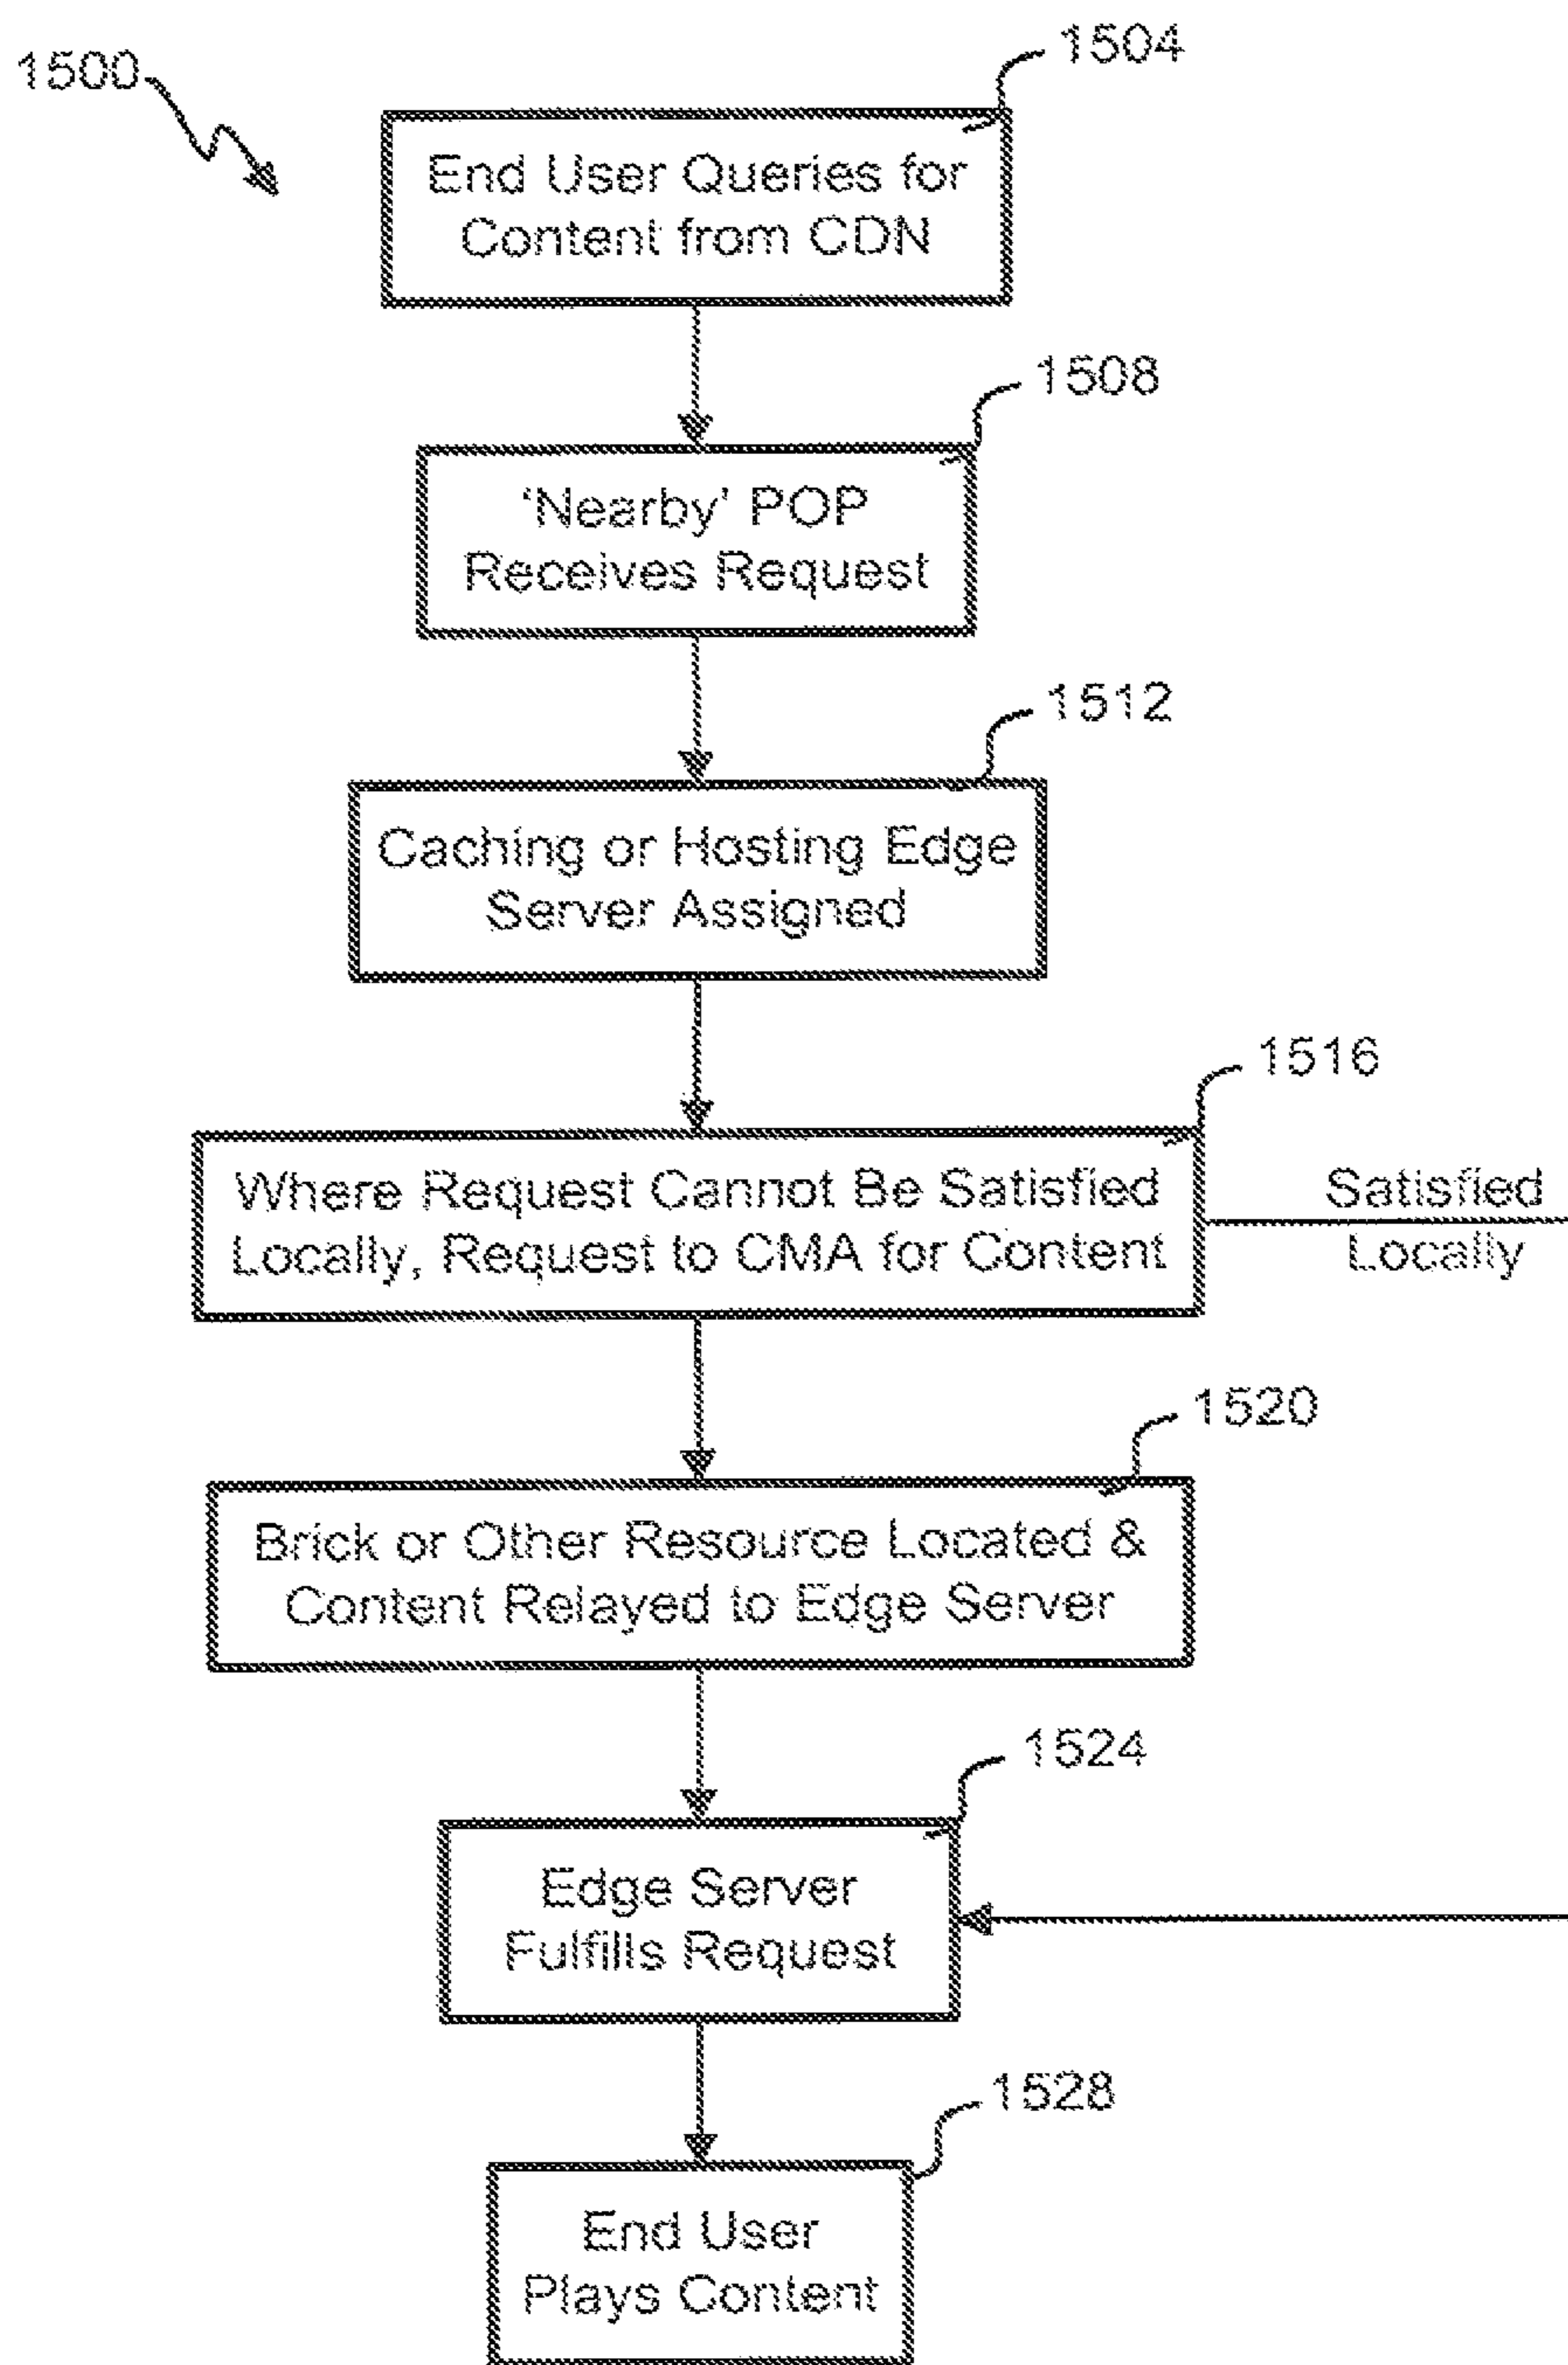 1500
1504
End User Queries for
Content from CDN
1508
‘Nearby’ POP
Receives Request
1512
Caching or Hosting Edge
Server Assigned
1516
Where Request Cannot Be Satisfied
Locally, Request to CMA for Content
Satisfied
Locally
1520
Brick or Other Resource Located &
Content Relayed to Edge Server
1524
Edge Server
Fulfills Request
1528
End User
Plays Content